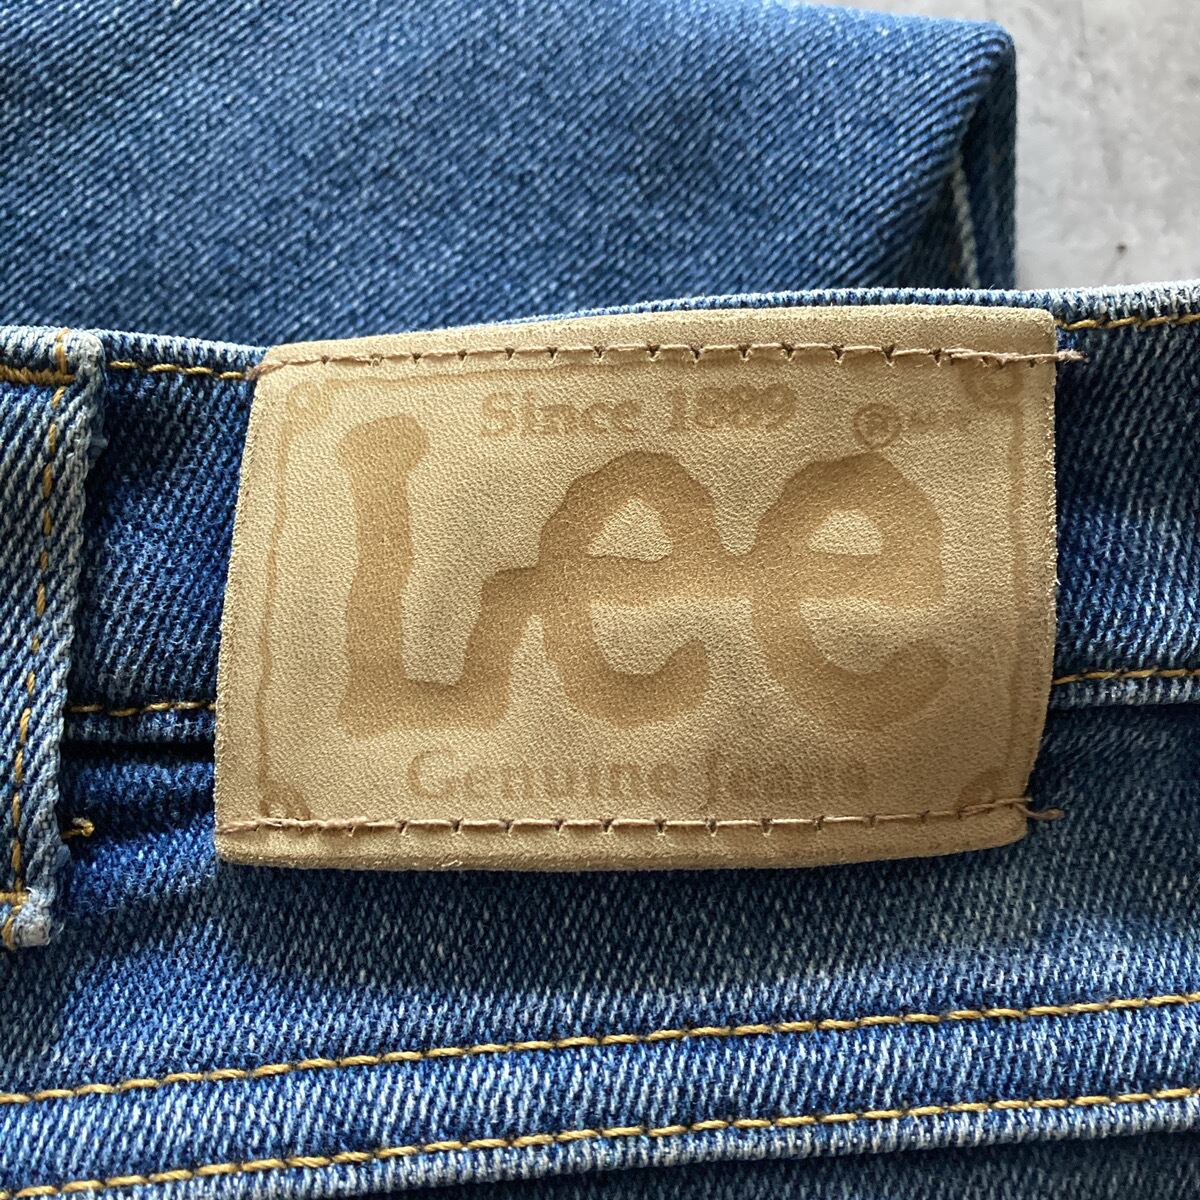 Since 1889
Lee
®
Genuine Jeans